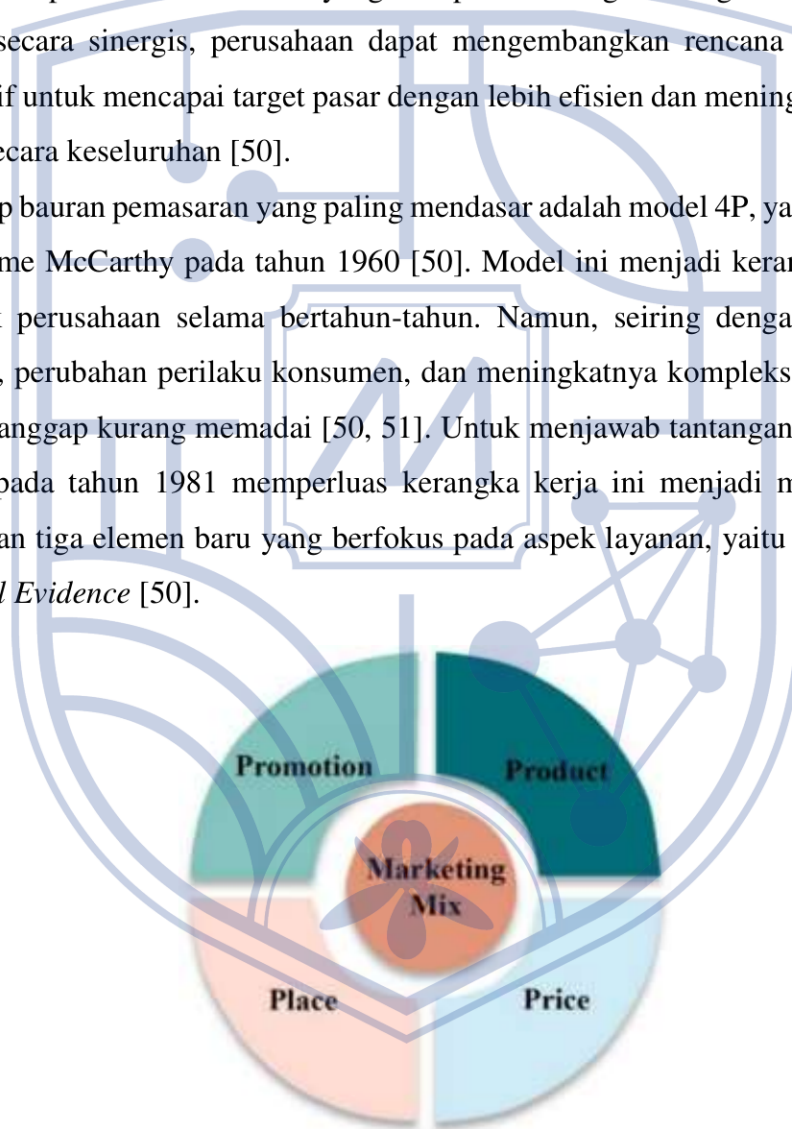 secara sinergis, perusahaan dapat mengembangkan rencana
if untuk mencapai target pasar dengan lebih efisien dan mening
ecara keseluruhan [50].
p bauran pemasaran yang paling mendasar adalah model 4P, ya
me McCarthy pada tahun 1960 [50]. Model ini menjadi keran
perusahaan selama bertahun-tahun. Namun, seiring denga
, perubahan perilaku konsumen, dan meningkatnya kompleks
anggap kurang memadai [50, 51]. Untuk menjawab tantangan
pada tahun 1981 memperluas kerangka kerja ini menjadi m
an tiga elemen baru yang berfokus pada aspek layanan, yaitu
l Evidence [50].
Promotion
Product
Marketing
Mix
Place
Price